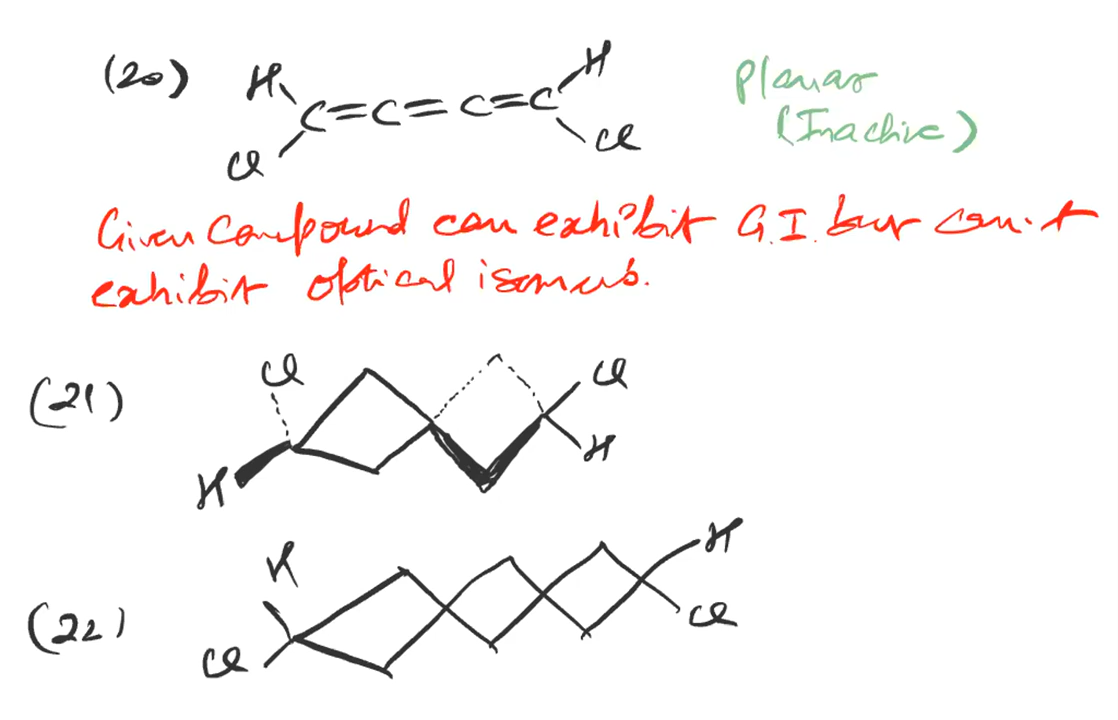 (20) H C=C=C=C H
Cl Cl
Planar
(Inactive)
Given Compound can exhibit G.I. but can't
exhibit optical isomers.
(21) Cl Cl
H H
(22) H H
Cl Cl